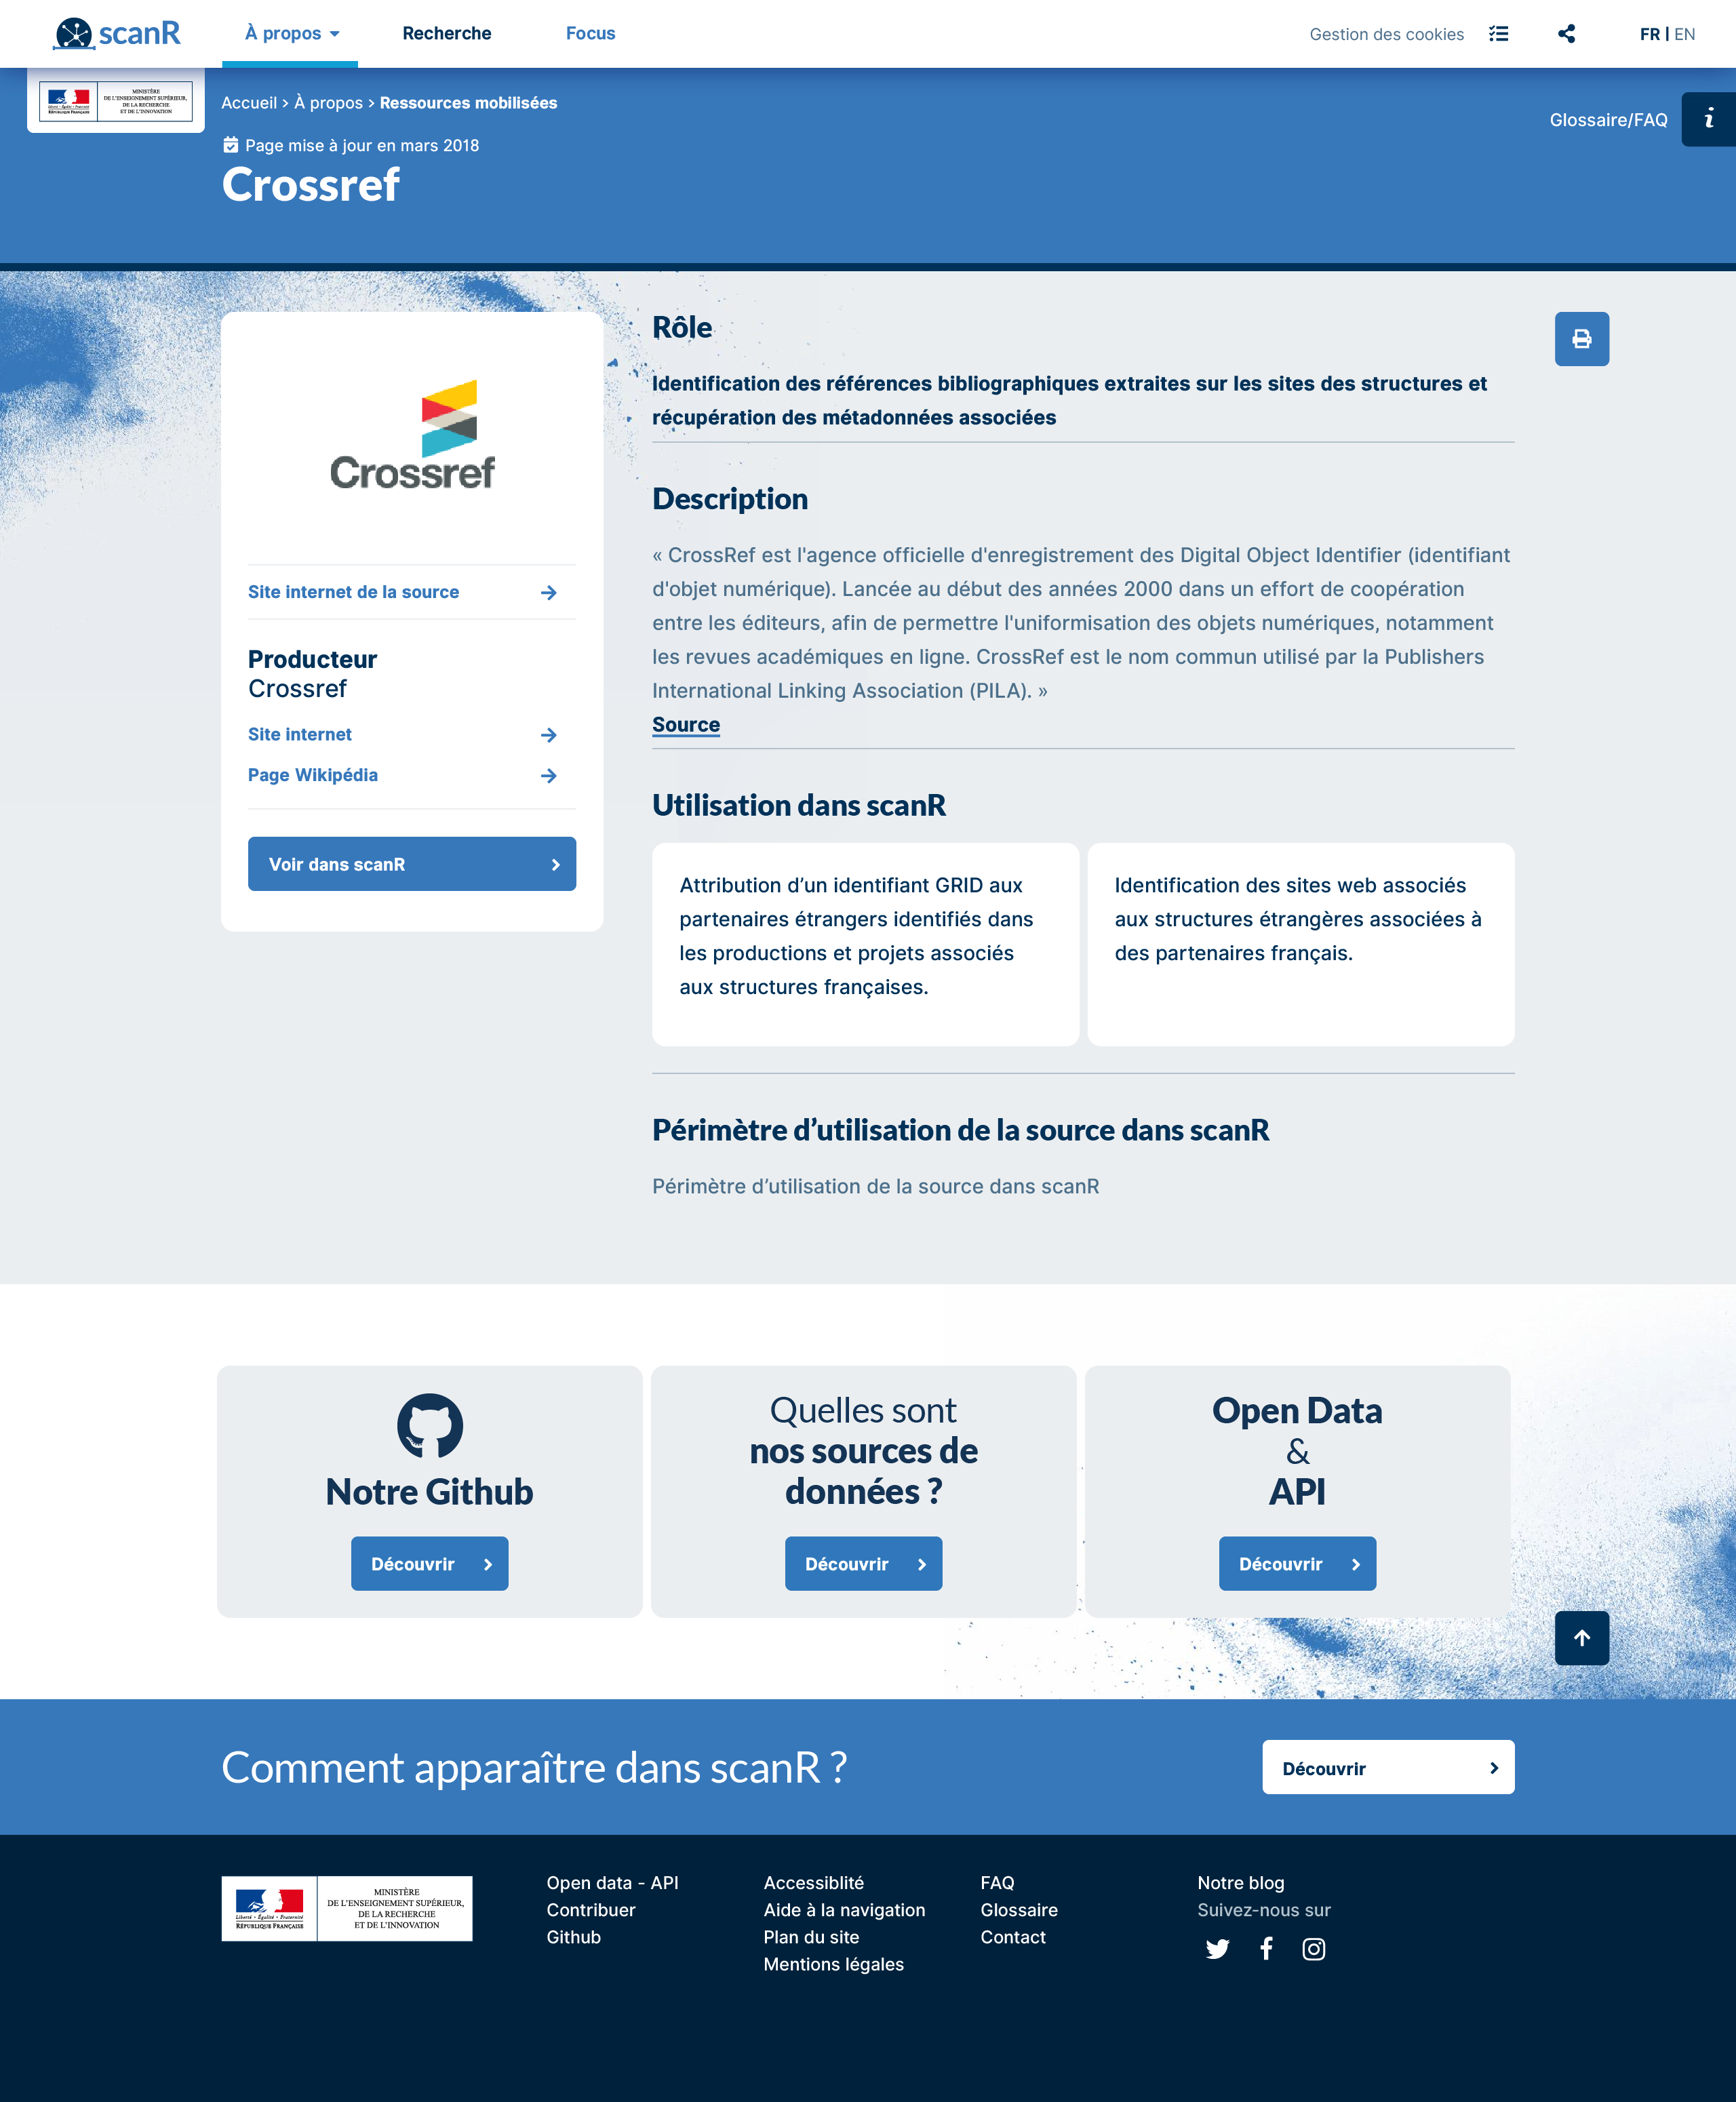 scanR
À propos
Recherche
Focus
Gestion des cookies
FR | EN
Liberté • Égalité • Fraternité
RÉPUBLIQUE FRANÇAISE
MINISTÈRE
DE L'ENSEIGNEMENT SUPÉRIEUR,
DE LA RECHERCHE
ET DE L'INNOVATION
Accueil > À propos > Ressources mobilisées
Glossaire/FAQ
i
Page mise à jour en mars 2018
Crossref
Crossref
Site internet de la source
Producteur
Crossref
Site internet
Page Wikipédia
Voir dans scanR
Rôle
Identification des références bibliographiques extraites sur les sites des structures et
récupération des métadonnées associées
Description
« CrossRef est l'agence officielle d'enregistrement des Digital Object Identifier (identifiant
d'objet numérique). Lancée au début des années 2000 dans un effort de coopération
entre les éditeurs, afin de permettre l'uniformisation des objets numériques, notamment
les revues académiques en ligne. CrossRef est le nom commun utilisé par la Publishers
International Linking Association (PILA). »
Source
Utilisation dans scanR
Attribution d’un identifiant GRID aux
partenaires étrangers identifiés dans
les productions et projets associés
aux structures françaises.
Identification des sites web associés
aux structures étrangères associées à
des partenaires français.
Périmètre d’utilisation de la source dans scanR
Périmètre d’utilisation de la source dans scanR
Notre Github
Découvrir
Quelles sont
nos sources de
données ?
Découvrir
Open Data
&
API
Découvrir
Comment apparaître dans scanR ?
Découvrir
Liberté • Égalité • Fraternité
RÉPUBLIQUE FRANÇAISE
MINISTÈRE
DE L'ENSEIGNEMENT SUPÉRIEUR,
DE LA RECHERCHE
ET DE L'INNOVATION
Open data - API
Contribuer
Github
Accessiblité
Aide à la navigation
Plan du site
Mentions légales
FAQ
Glossaire
Contact
Notre blog
Suivez-nous sur